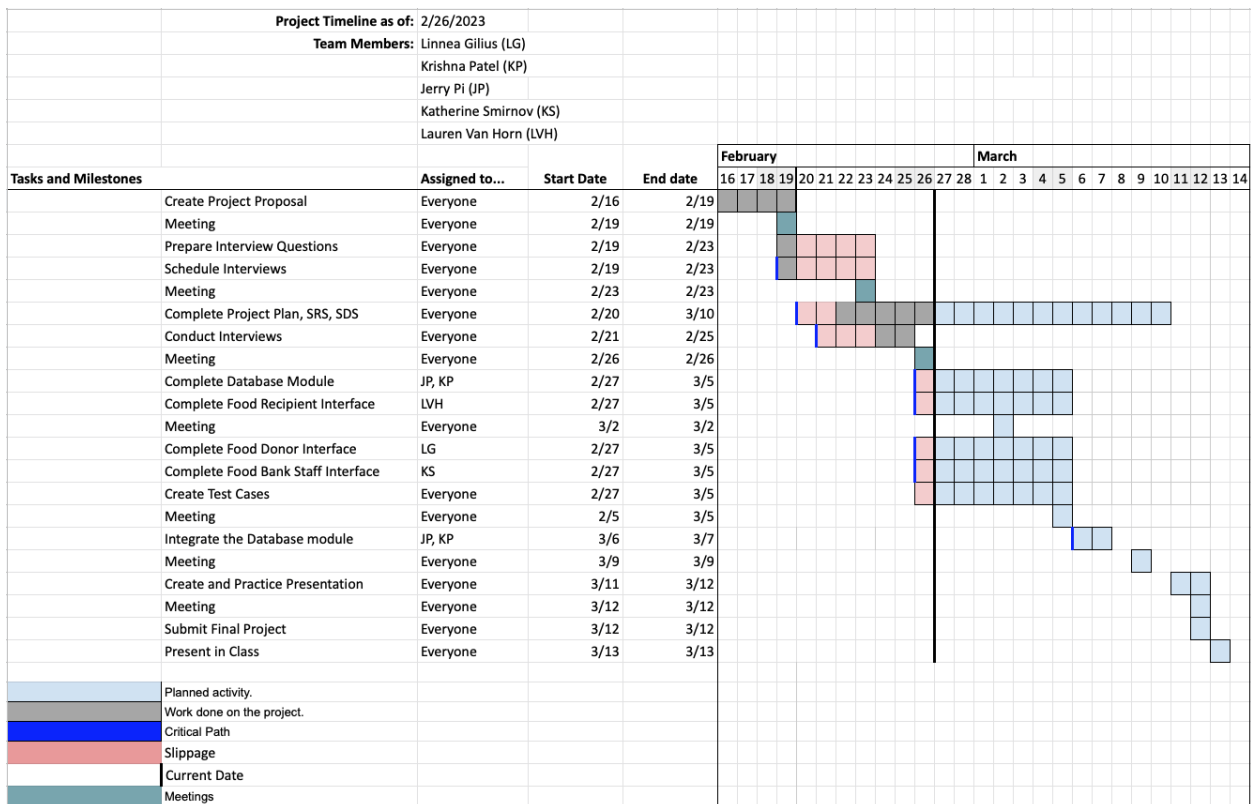 Project Timeline as of: 2/26/2023
Team Members: Linnea Gilius (LG)
Krishna Patel (KP)
Jerry Pi (JP)
Katherine Smirnov (KS)
Lauren Van Horn (LVH)
February March
Tasks and Milestones Assigned to... Start Date End date 16 17 18 19 20 21 22 23 24 25 26 27 28 1 2 3 4 5 6 7 8 9 10 11 12 13 14
Create Project Proposal Everyone 2/16 2/19
Meeting Everyone 2/19 2/19
Prepare Interview Questions Everyone 2/19 2/23
Schedule Interviews Everyone 2/19 2/23
Meeting Everyone 2/23 2/23
Complete Project Plan, SRS, SDS Everyone 2/20 3/10
Conduct Interviews Everyone 2/21 2/25
Meeting Everyone 2/26 2/26
Complete Database Module JP, KP 2/27 3/5
Complete Food Recipient Interface LVH 2/27 3/5
Meeting Everyone 3/2 3/2
Complete Food Donor Interface LG 2/27 3/5
Complete Food Bank Staff Interface KS 2/27 3/5
Create Test Cases Everyone 2/27 3/5
Meeting Everyone 2/5 3/5
Integrate the Database module JP, KP 3/6 3/7
Meeting Everyone 3/9 3/9
Create and Practice Presentation Everyone 3/11 3/12
Meeting Everyone 3/12 3/12
Submit Final Project Everyone 3/12 3/12
Present in Class Everyone 3/13 3/13
Planned activity.
Work done on the project.
Critical Path
Slippage
Current Date
Meetings